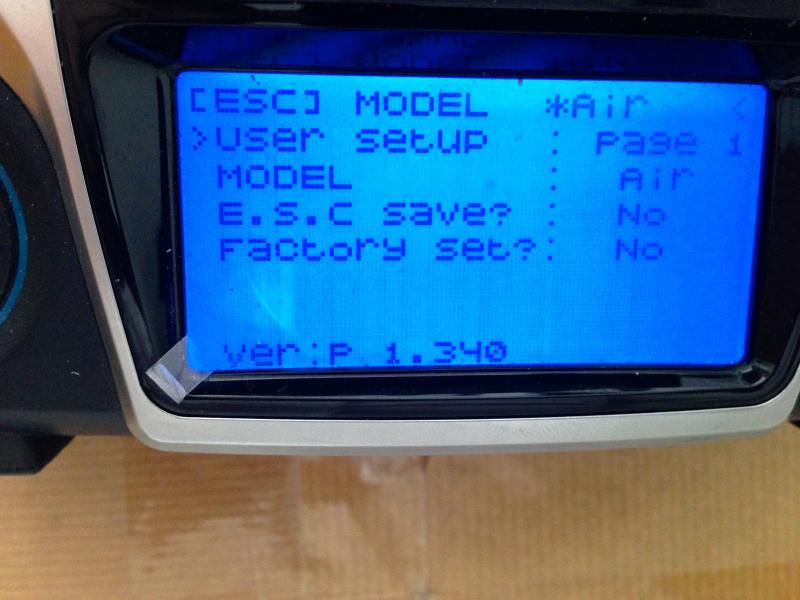 [ESC] MODEL *Air <
>User setup : Page 1
MODEL : Air
E.S.C save? : No
Factory set?: No
ver:P 1.340